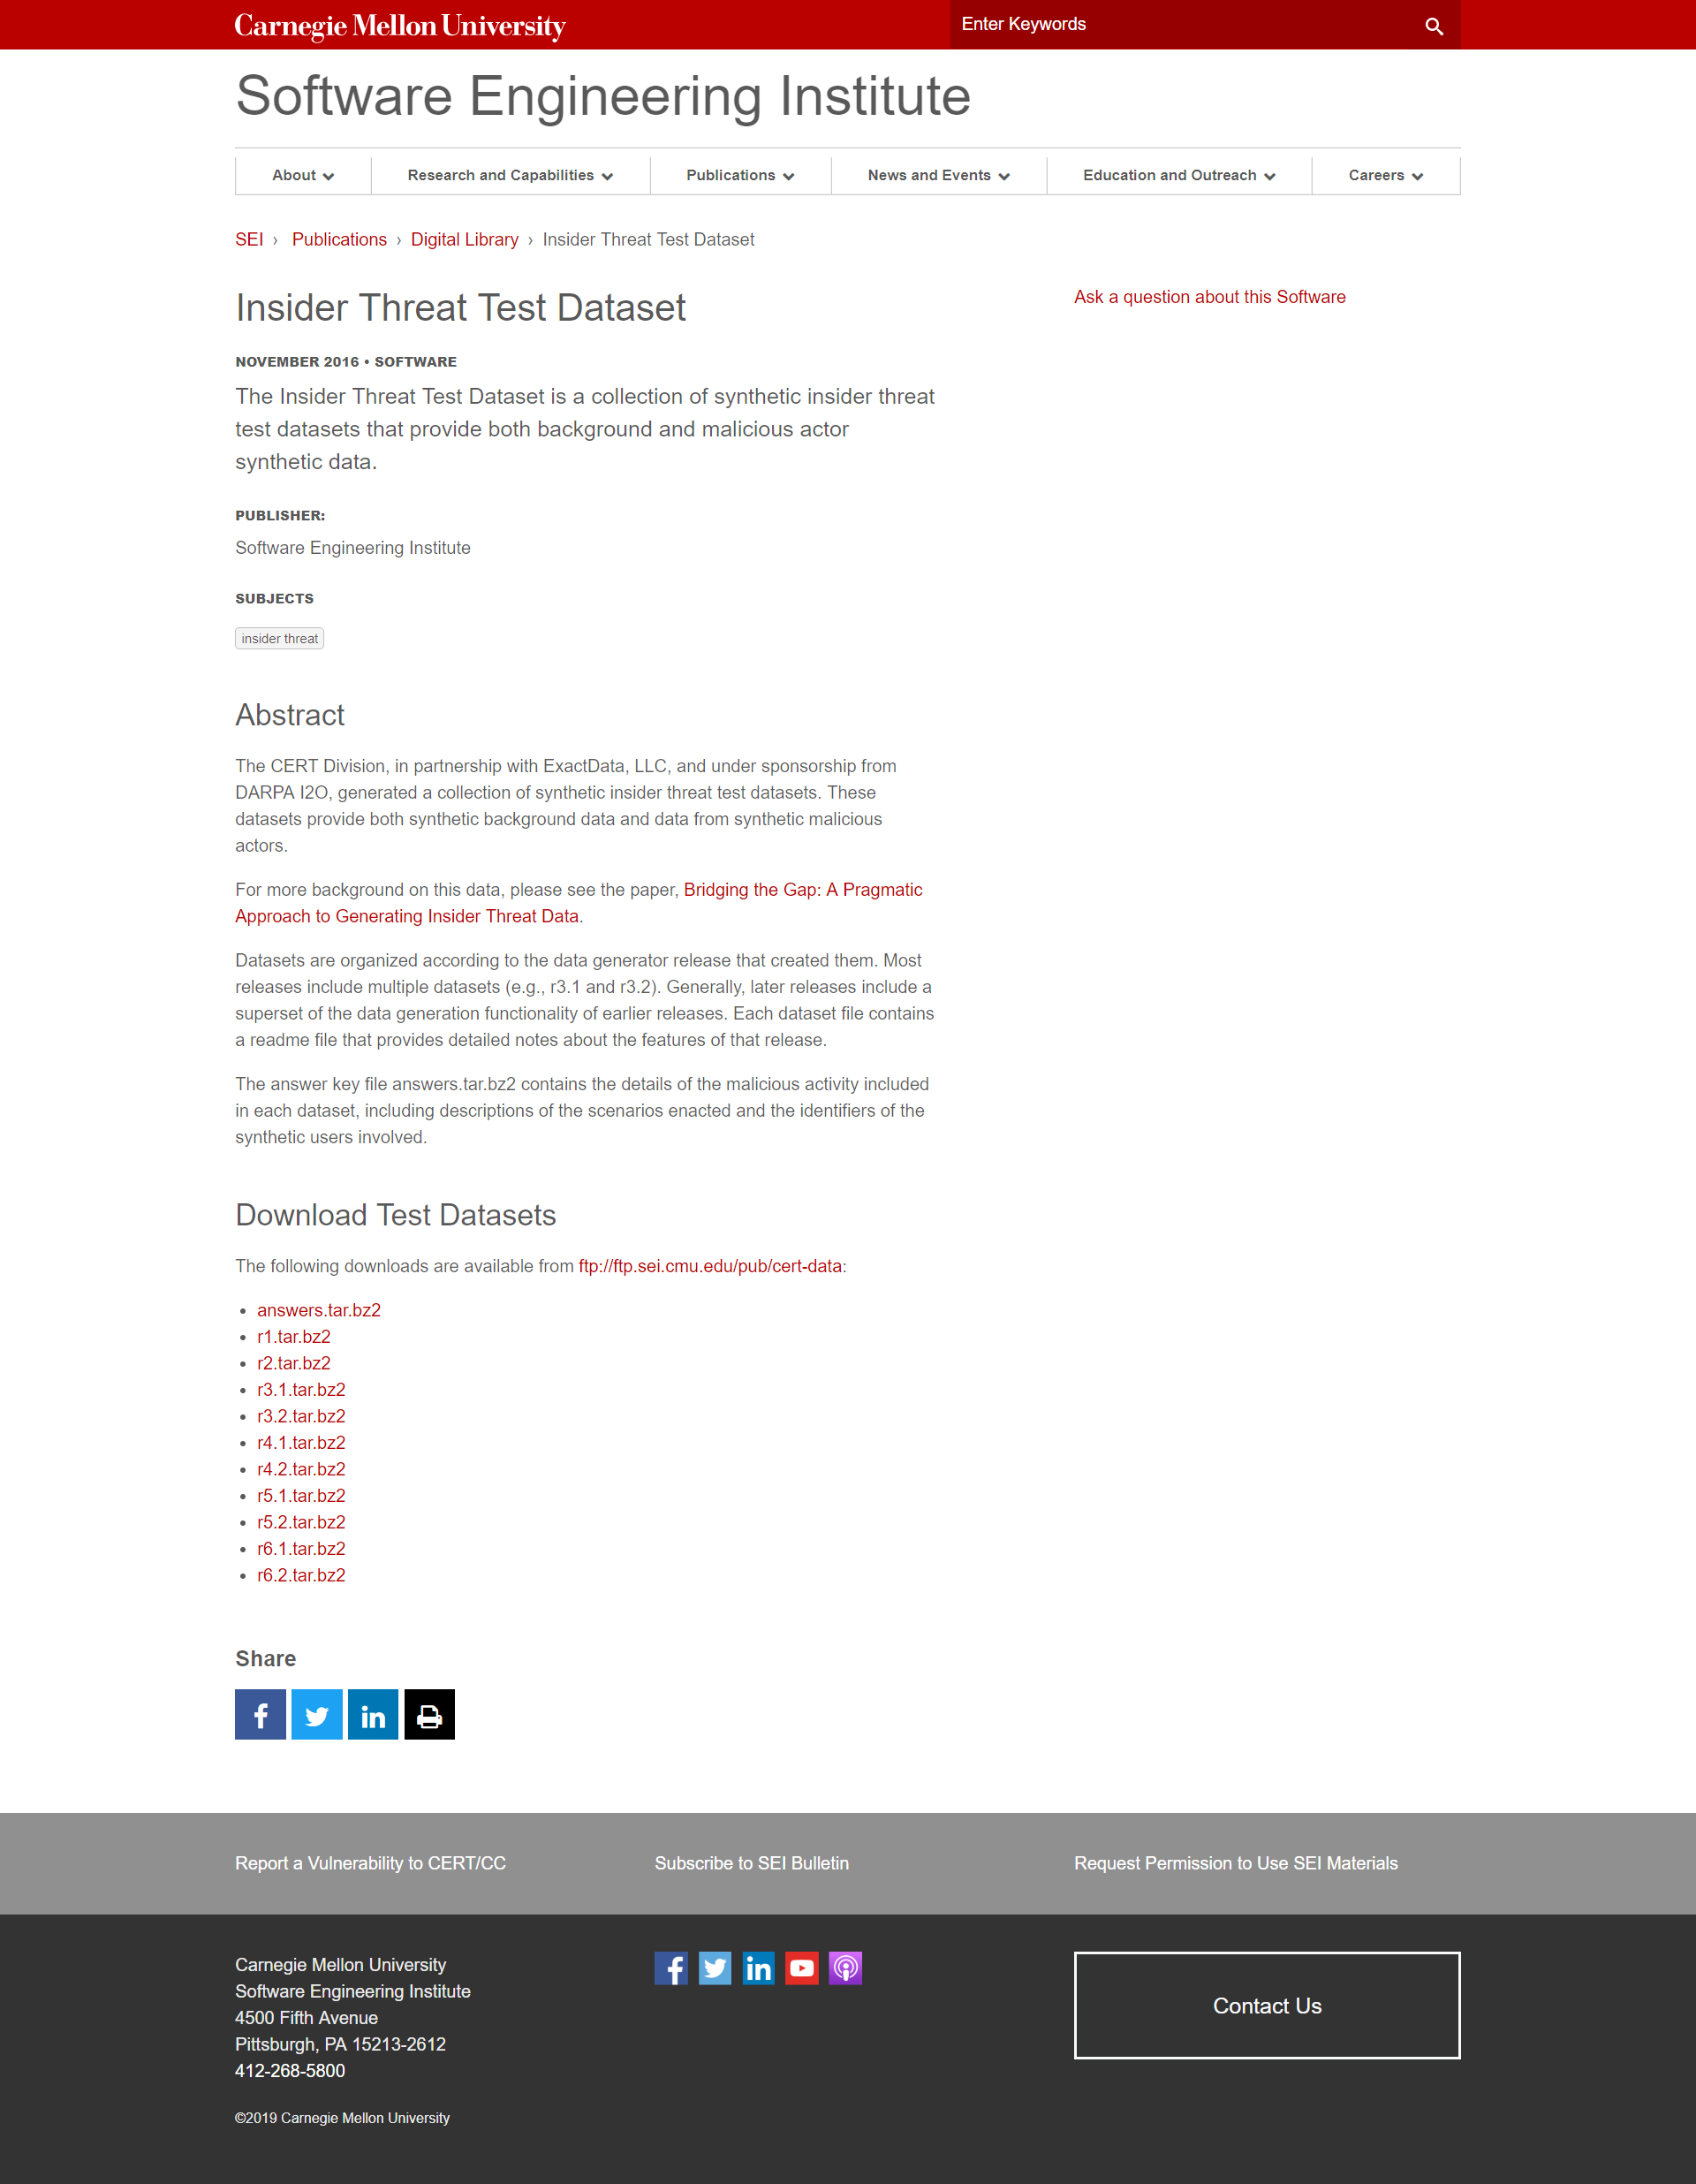 Carnegie Mellon University
Enter Keywords
Software Engineering Institute
About
Research and Capabilities
Publications
News and Events
Education and Outreach
Careers
SEI › Publications › Digital Library › Insider Threat Test Dataset
Insider Threat Test Dataset
Ask a question about this Software
NOVEMBER 2016 • SOFTWARE
The Insider Threat Test Dataset is a collection of synthetic insider threat
test datasets that provide both background and malicious actor
synthetic data.
PUBLISHER:
Software Engineering Institute
SUBJECTS
insider threat
Abstract
The CERT Division, in partnership with ExactData, LLC, and under sponsorship from
DARPA I2O, generated a collection of synthetic insider threat test datasets. These
datasets provide both synthetic background data and data from synthetic malicious
actors.
For more background on this data, please see the paper, Bridging the Gap: A Pragmatic
Approach to Generating Insider Threat Data.
Datasets are organized according to the data generator release that created them. Most
releases include multiple datasets (e.g., r3.1 and r3.2). Generally, later releases include a
superset of the data generation functionality of earlier releases. Each dataset file contains
a readme file that provides detailed notes about the features of that release.
The answer key file answers.tar.bz2 contains the details of the malicious activity included
in each dataset, including descriptions of the scenarios enacted and the identifiers of the
synthetic users involved.
Download Test Datasets
The following downloads are available from ftp://ftp.sei.cmu.edu/pub/cert-data:
• answers.tar.bz2
• r1.tar.bz2
• r2.tar.bz2
• r3.1.tar.bz2
• r3.2.tar.bz2
• r4.1.tar.bz2
• r4.2.tar.bz2
• r5.1.tar.bz2
• r5.2.tar.bz2
• r6.1.tar.bz2
• r6.2.tar.bz2
Share
Report a Vulnerability to CERT/CC
Subscribe to SEI Bulletin
Request Permission to Use SEI Materials
Carnegie Mellon University
Software Engineering Institute
4500 Fifth Avenue
Pittsburgh, PA 15213-2612
412-268-5800
Contact Us
©2019 Carnegie Mellon University